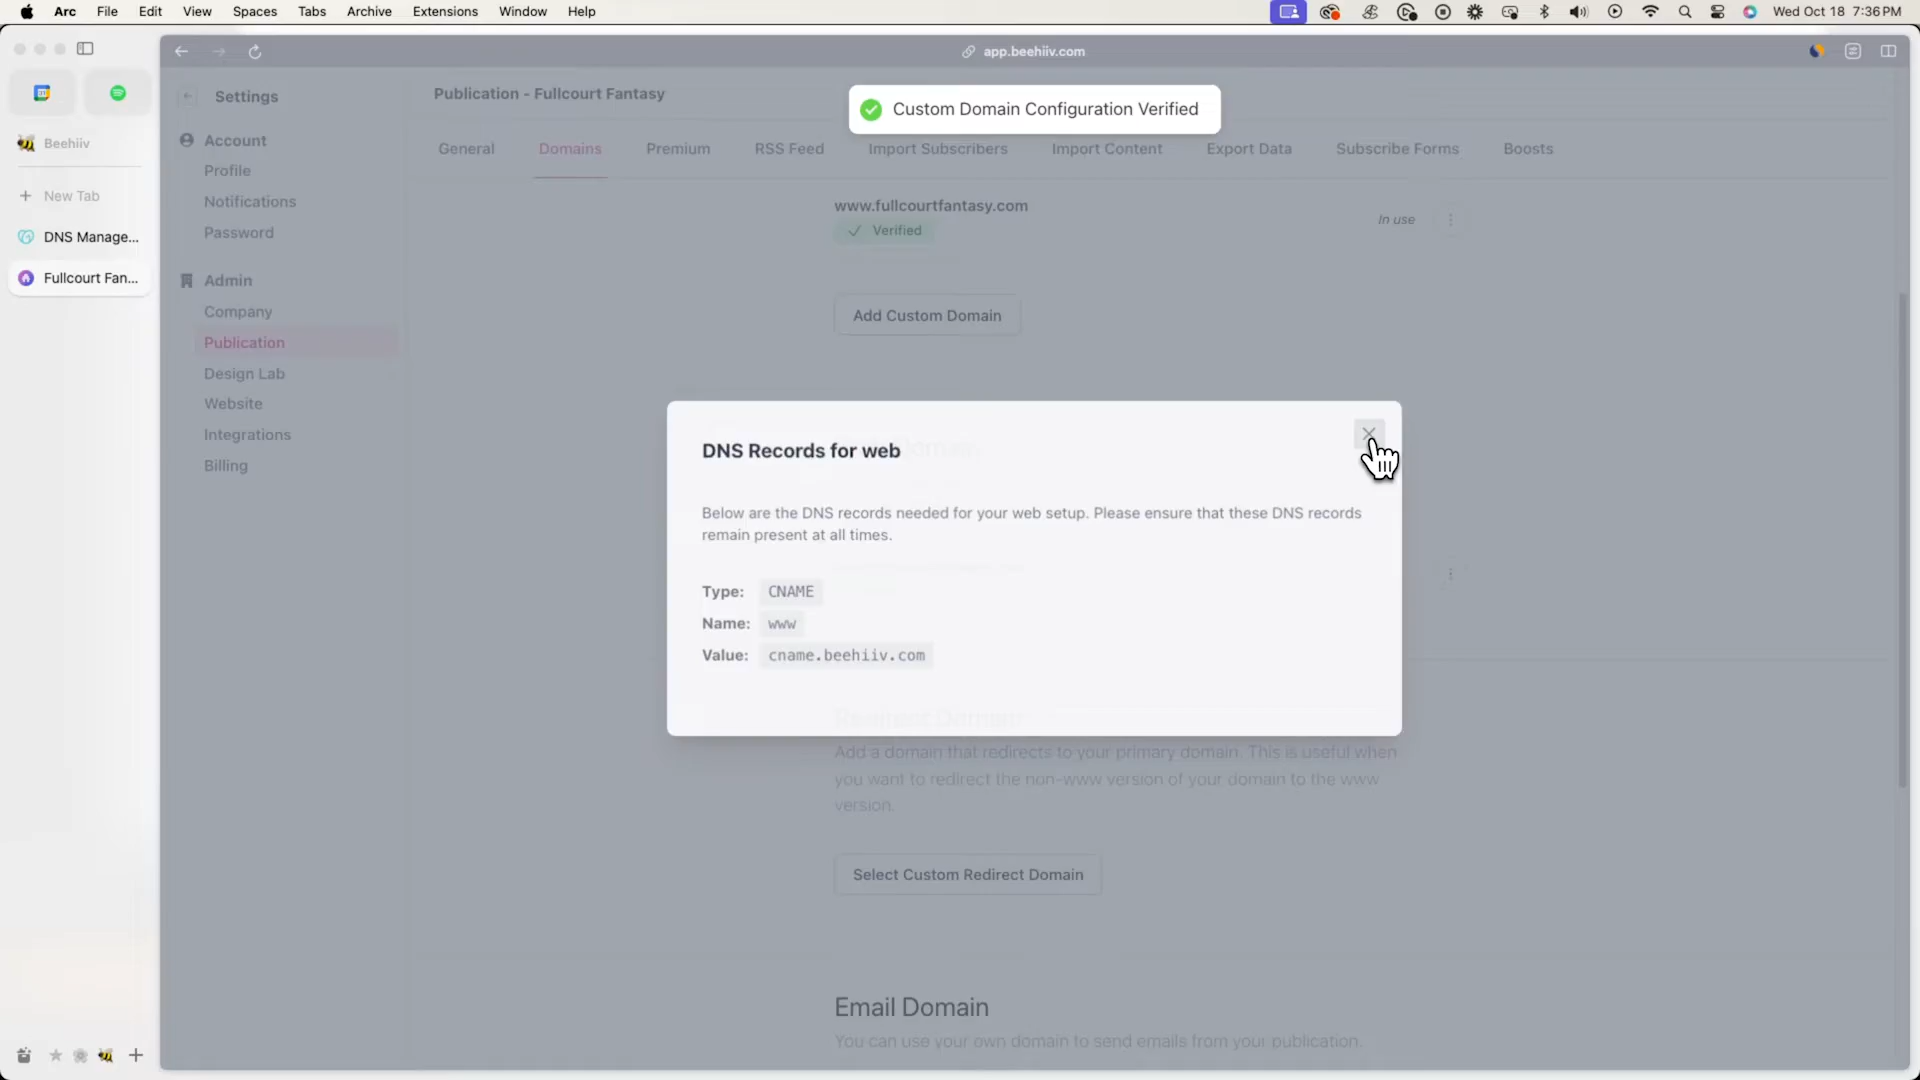 Arc File Edit View Spaces Tabs Archive Extensions Window Help Wed Oct 18 7:36 PM
app.beehiiv.com
Beehiiv
New Tab
DNS Manage...
Fullcourt Fan...
Settings
Account
Profile
Notifications
Password
Admin
Company
Publication
Design Lab
Website
Integrations
Billing
Publication - Fullcourt Fantasy
Custom Domain Configuration Verified
General Domains Premium RSS Feed Import Subscribers Import Content Export Data Subscribe Forms Boosts
www.fullcourtfantasy.com
Verified
In use
Add Custom Domain
DNS Records for web
Below are the DNS records needed for your web setup. Please ensure that these DNS records
remain present at all times.
Type: CNAME
Name: www
Value: cname.beehiiv.com
Redirect Domain
Add a domain that redirects to your primary domain. This is useful when
you want to redirect the non-www version of your domain to the www
version.
Select Custom Redirect Domain
Email Domain
You can use your own domain to send emails from your publication.